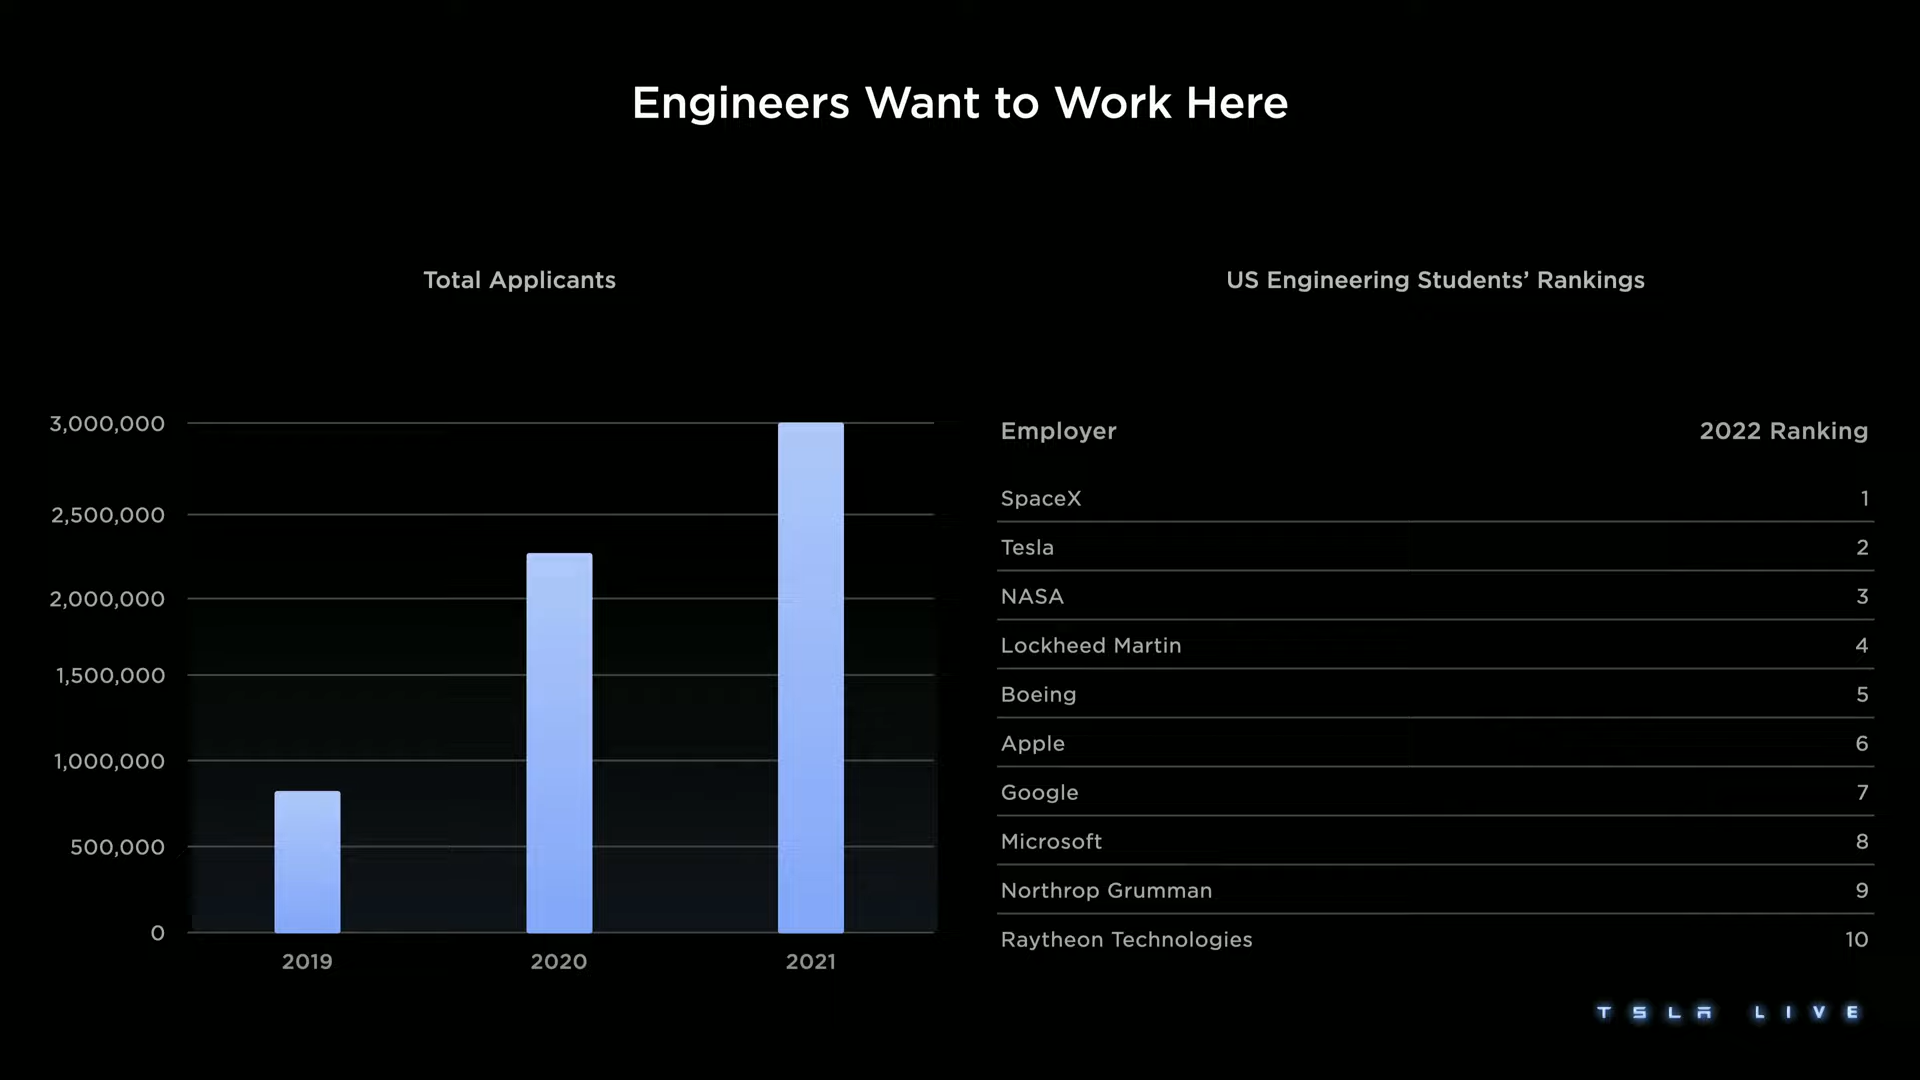 Engineers Want to Work Here
Total Applicants
3,000,000
2,500,000
2,000,000
1,500,000
1,000,000
500,000
0
2019 2020 2021
US Engineering Students’ Rankings
Employer 2022 Ranking
SpaceX 1
Tesla 2
NASA 3
Lockheed Martin 4
Boeing 5
Apple 6
Google 7
Microsoft 8
Northrop Grumman 9
Raytheon Technologies 10
TSLA LIVE